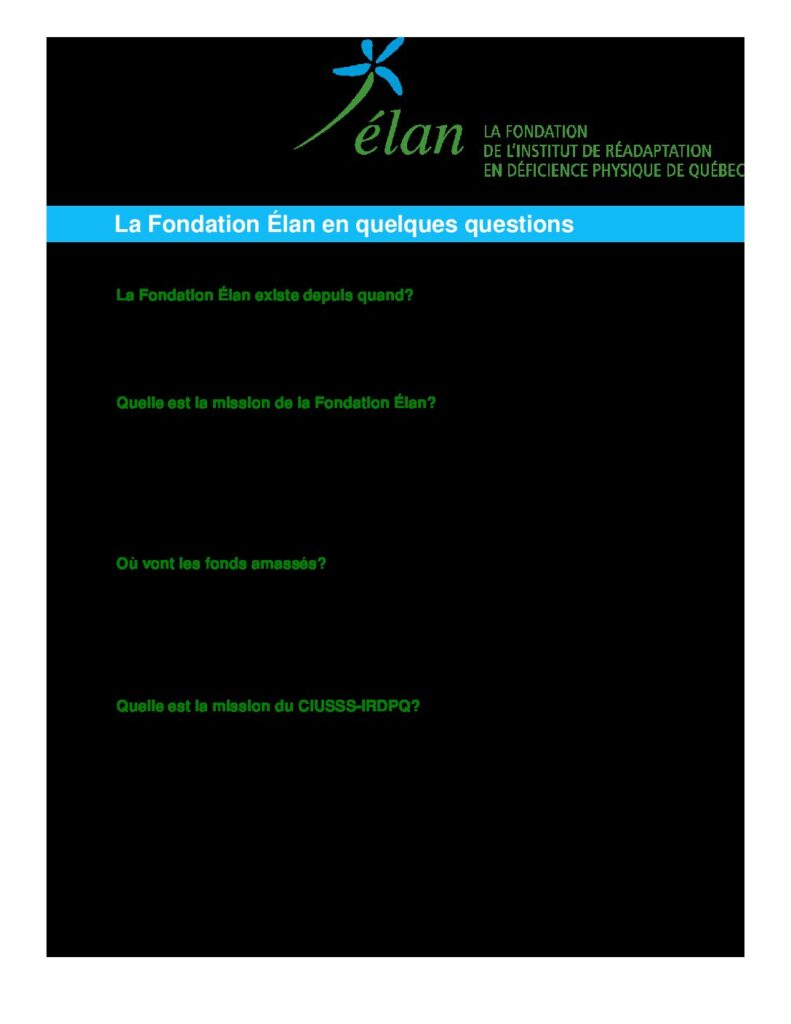 élan
LA FONDATION
DE L'INSTITUT DE RÉADAPTATION
EN DÉFICIENCE PHYSIQUE DE QUÉBEC
La Fondation Élan en quelques questions
La Fondation Élan existe depuis quand?
Quelle est la mission de la Fondation Élan?
Où vont les fonds amassés?
Quelle est la mission du CIUSSS-IRDPQ?